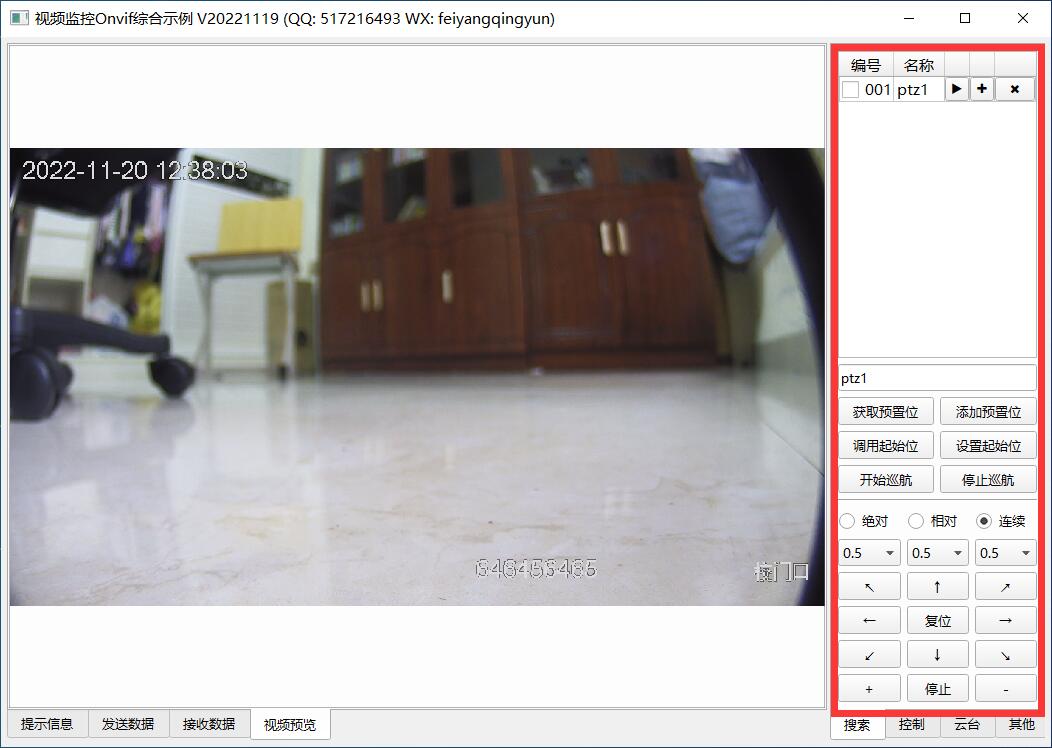 视频监控Onvif综合示例 V20221119 (QQ: 517216493 WX: feiyangqingyun)
编号 名称
001 ptz1
2022-11-20 12:38:03
ptz1
获取预置位 添加预置位
调用起始位 设置起始位
开始巡航 停止巡航
绝对 相对 连续
0.5 0.5 0.5
↖ ↑ ↗
← 复位 →
↙ ↓ ↘
+ 停止 -
门口
提示信息 发送数据 接收数据 视频预览
搜索 控制 云台 其他